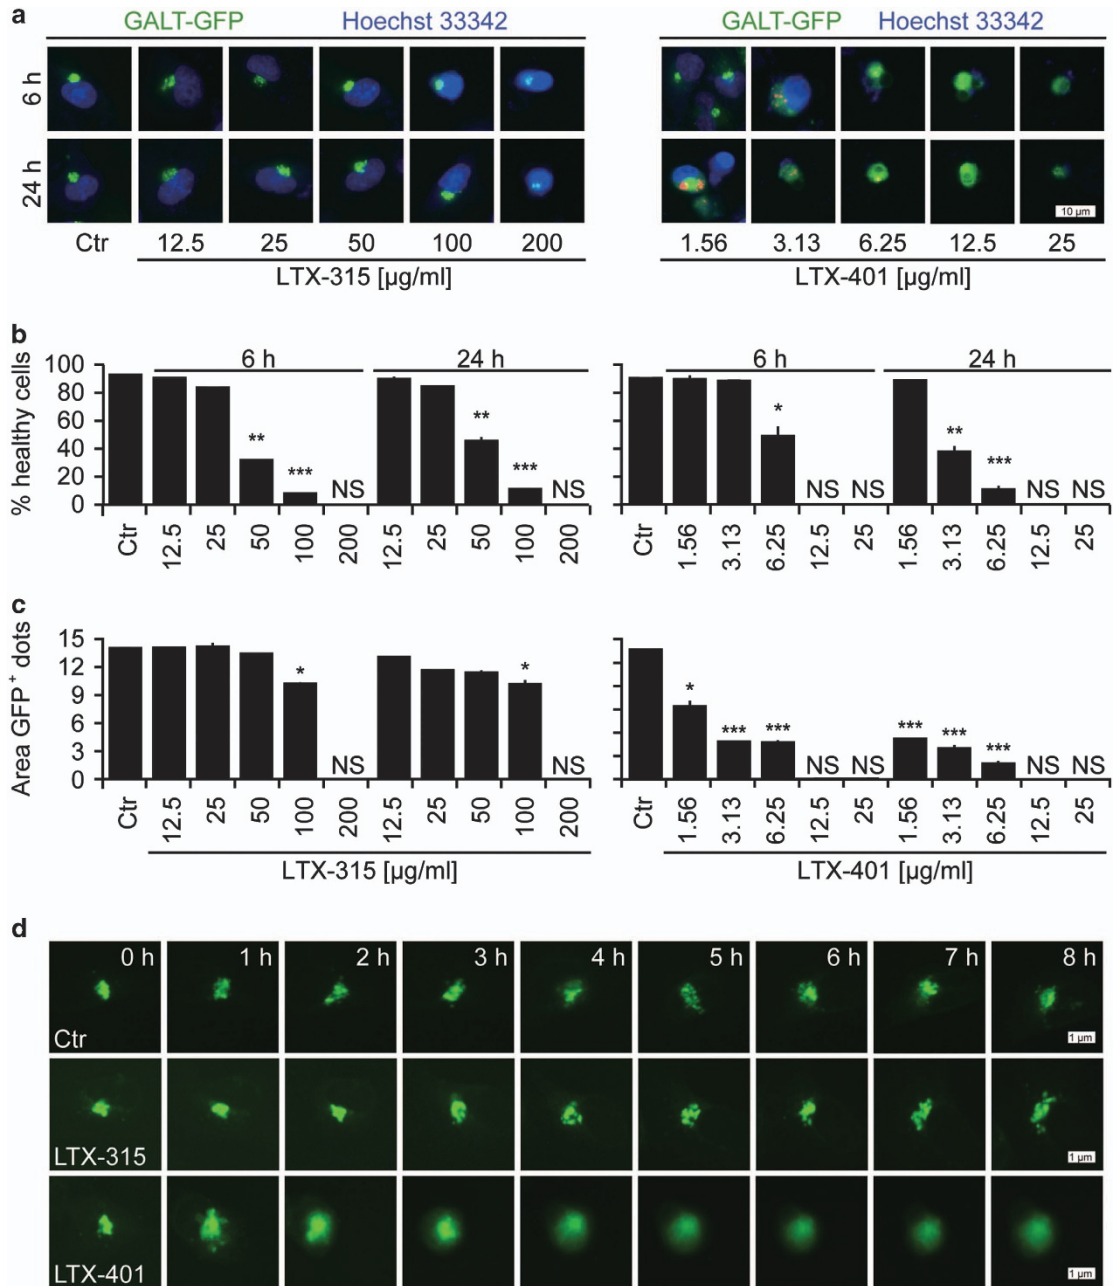 a
GALT-GFP Hoechst 33342 GALT-GFP Hoechst 33342
6 h
24 h
10 µm
Ctr 12.5 25 50 100 200 1.56 3.13 6.25 12.5 25
LTX-315 [µg/ml] LTX-401 [µg/ml]
b
% healthy cells
6 h 24 h 6 h 24 h
100
80
60
40
20
0
** *** NS ** *** NS * NS NS ** *** NS NS
Ctr 12.5 25 50 100 200 12.5 25 50 100 200 Ctr 1.56 3.13 6.25 12.5 25 1.56 3.13 6.25 12.5 25
c
Area GFP+ dots
15
12
9
6
3
0
* NS * NS * *** *** NS NS *** *** *** NS NS
Ctr 12.5 25 50 100 200 12.5 25 50 100 200 Ctr 1.56 3.13 6.25 12.5 25 1.56 3.13 6.25 12.5 25
LTX-315 [µg/ml] LTX-401 [µg/ml]
d
0 h 1 h 2 h 3 h 4 h 5 h 6 h 7 h 8 h
Ctr 1 µm
LTX-315 1 µm
LTX-401 1 µm